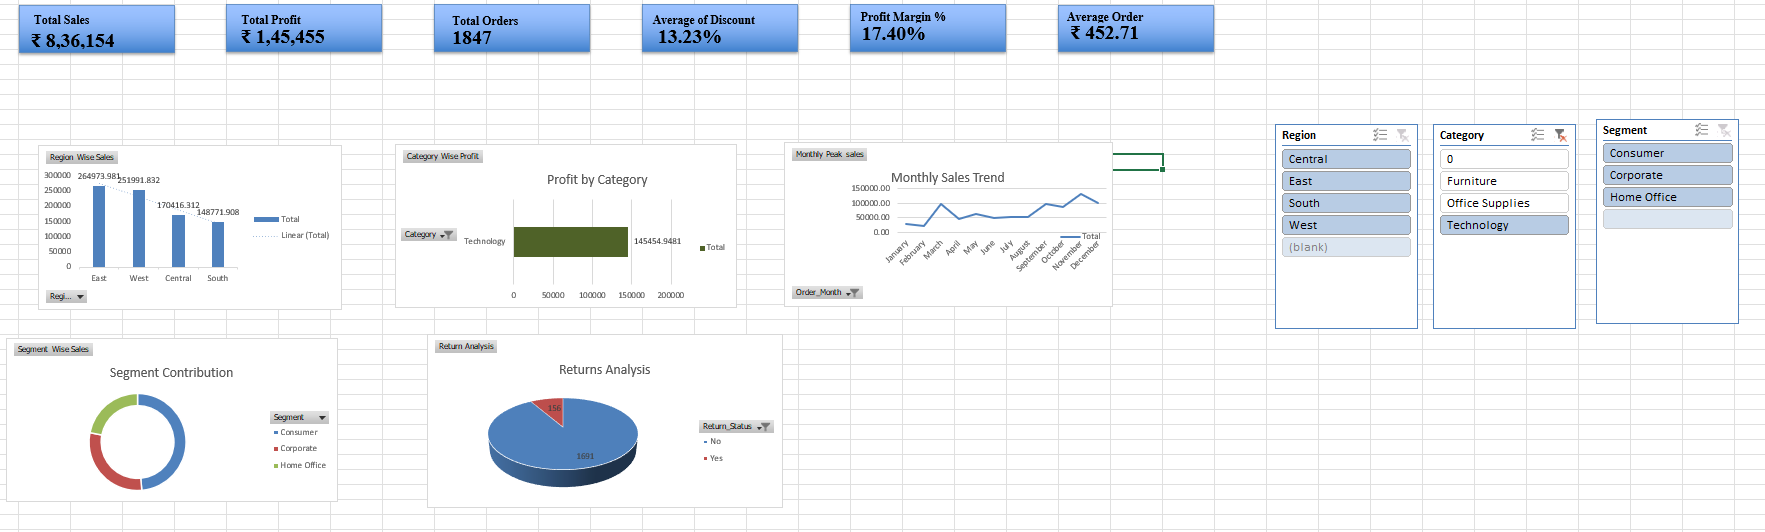 Total Sales
₹ 8,36,154
Total Profit
₹ 1,45,455
Total Orders
1847
Average of Discount
13.23%
Profit Margin %
17.40%
Average Order
₹ 452.71
Region Wise Sales
300000
250000
200000
150000
100000
50000
0
264973.981
251991.832
170416.312
148771.908
East
West
Central
South
Total
Linear (Total)
Regi...
Category Wise Profit
Profit by Category
Category
Technology
145454.9481
Total
0
50000
100000
150000
200000
Monthly Peak sales
Monthly Sales Trend
150000.00
100000.00
50000.00
0.00
January
February
March
April
May
June
July
August
September
October
November
December
Total
Order_Month
Region
Central
East
South
West
(blank)
Category
0
Furniture
Office Supplies
Technology
Segment
Consumer
Corporate
Home Office
Segment Wise Sales
Segment Contribution
Segment
Consumer
Corporate
Home Office
Return Analysis
Returns Analysis
156
1691
Return_Status
No
Yes